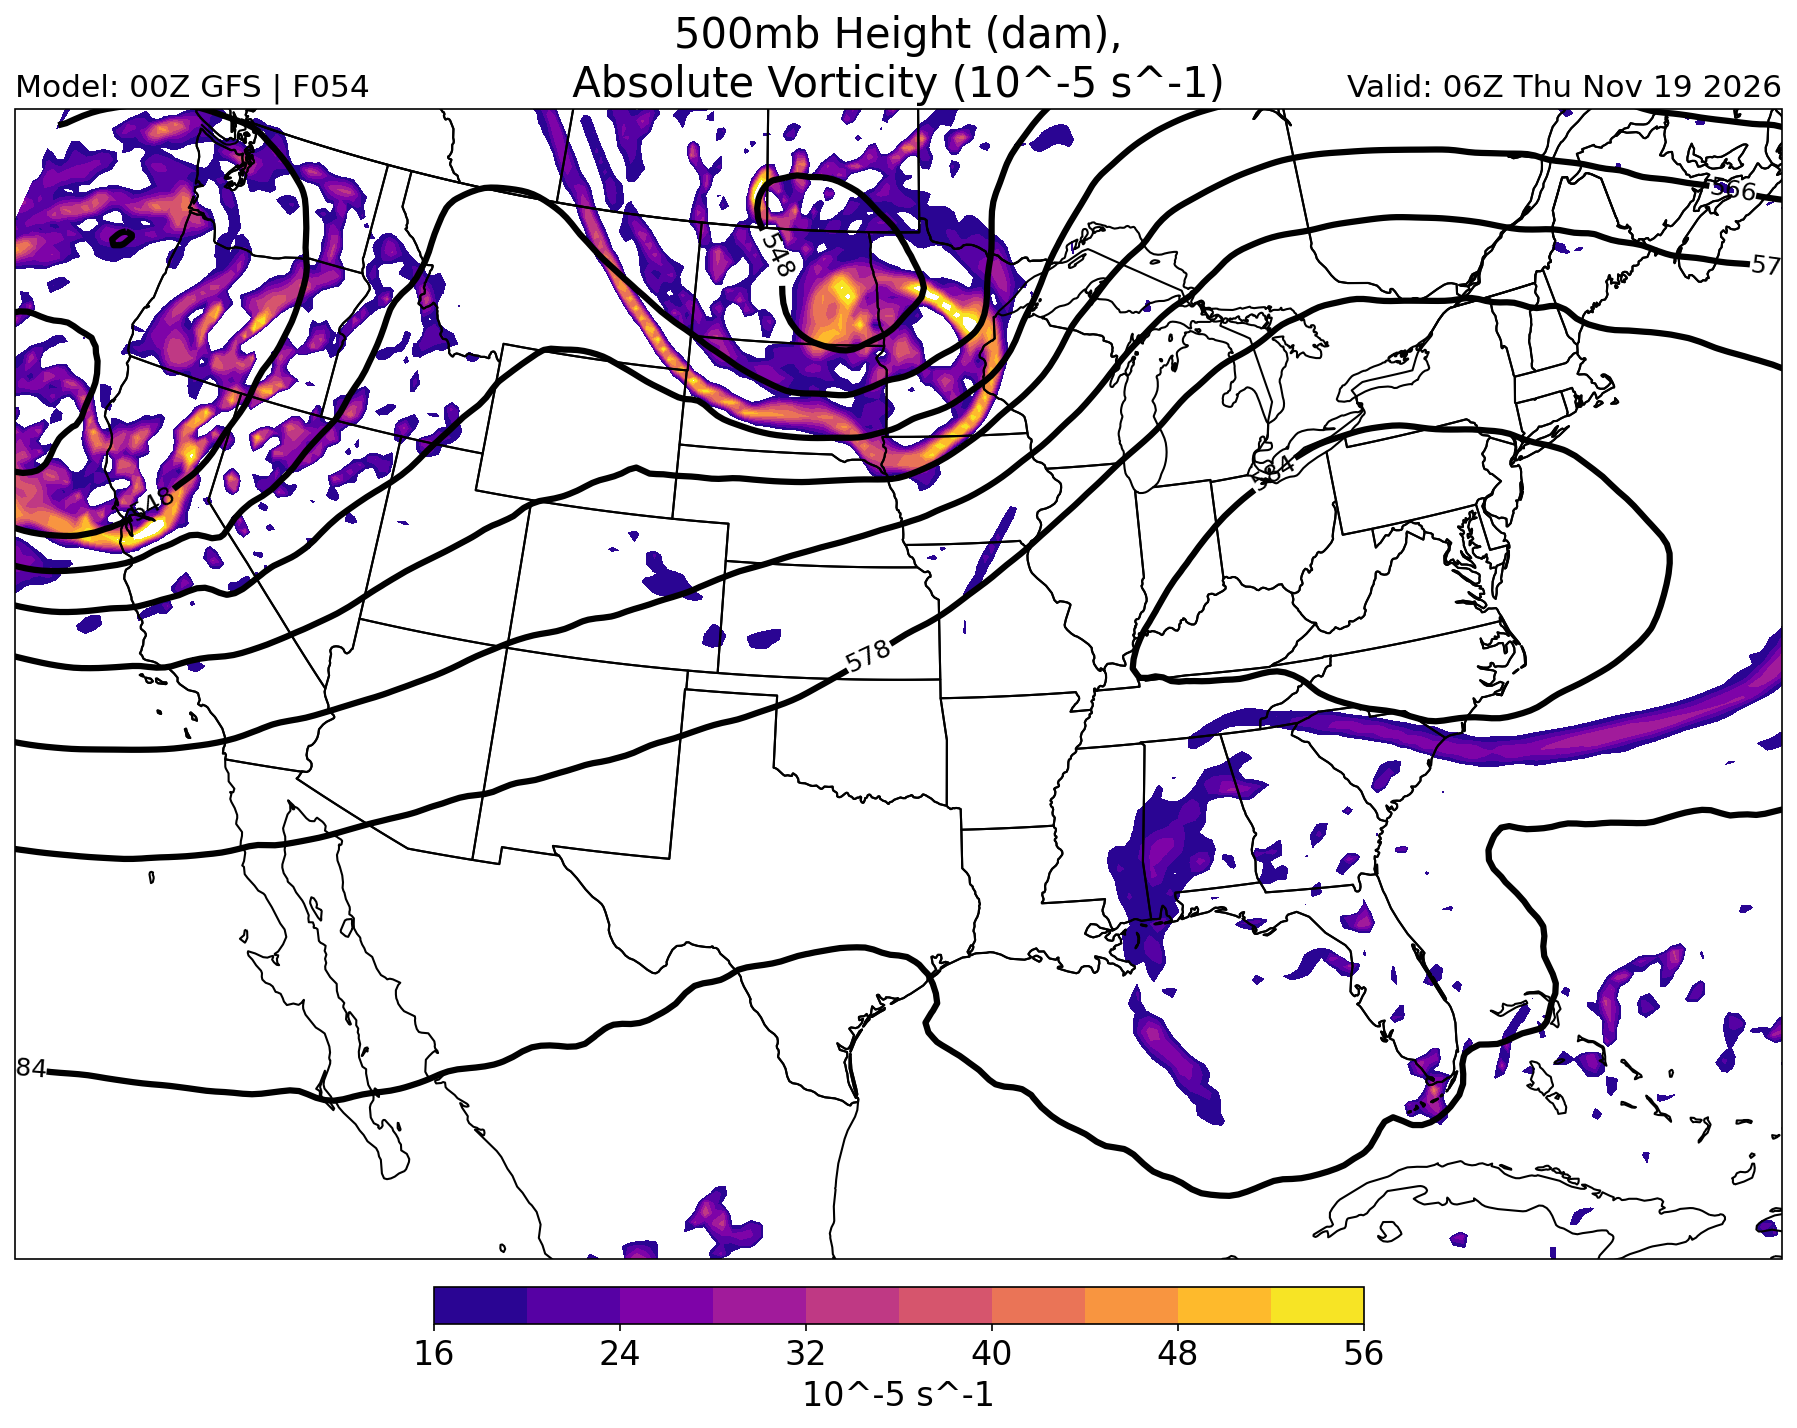 500mb Height (dam),
Absolute Vorticity (10^-5 s^-1)
Model: 00Z GFS | F054
Valid: 06Z Thu Nov 19 2026
566
57
548
548
584
578
84
16 24 32 40 48 56
10^-5 s^-1